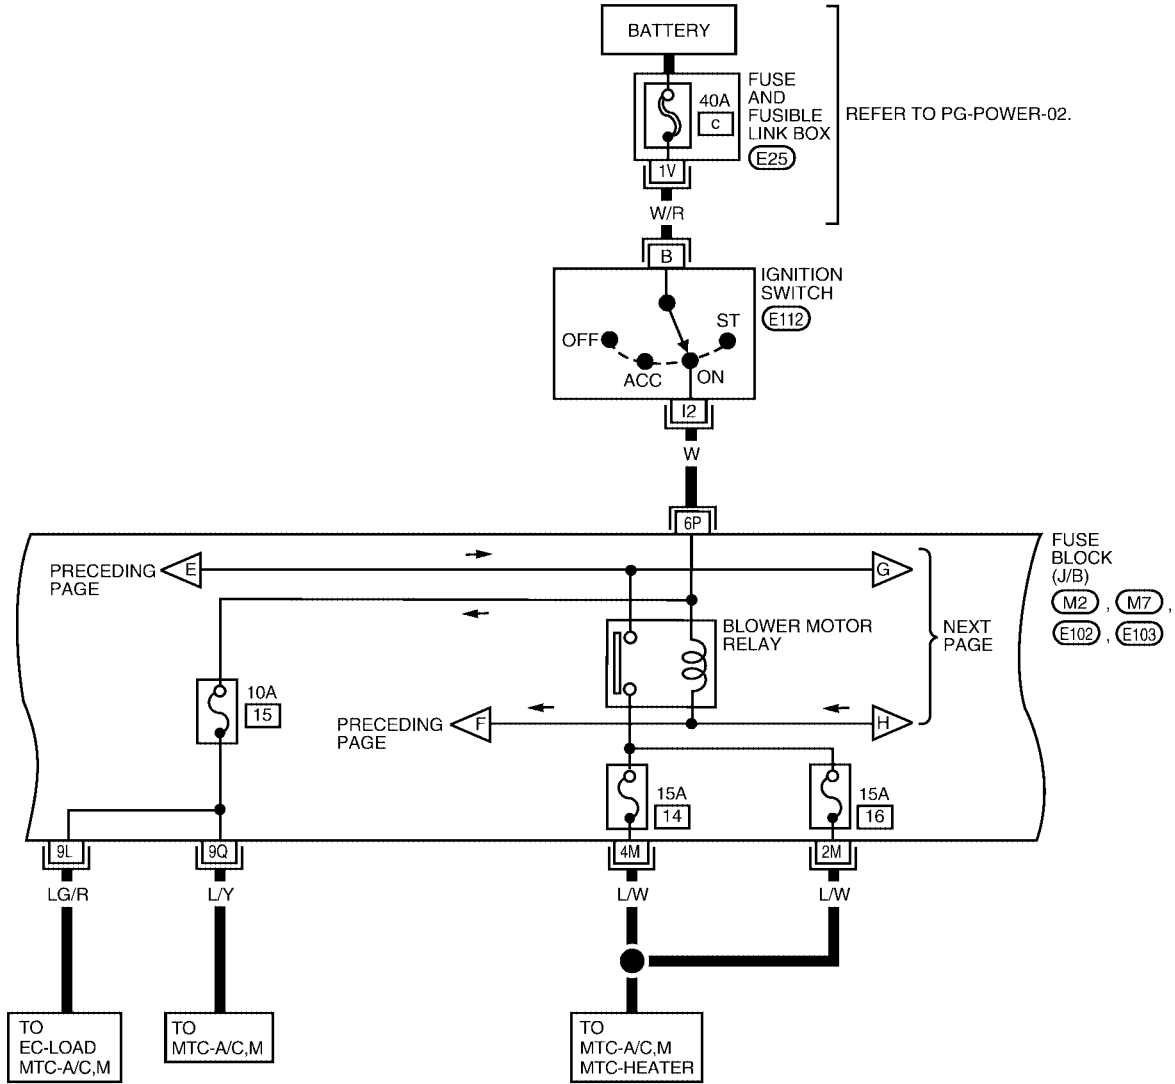 BATTERY
40A
c
FUSE
AND
FUSIBLE
LINK BOX
E25
REFER TO PG-POWER-02.
1V
W/R
B
IGNITION
SWITCH
E112
OFF
ACC
ON
ST
I2
W
6P
FUSE
BLOCK
(J/B)
M2 , M7 ,
E102 , E103
PRECEDING
PAGE
E
G
BLOWER MOTOR
RELAY
NEXT
PAGE
10A
15
PRECEDING
PAGE
F
H
15A
14
15A
16
9L
9Q
4M
2M
LG/R
L/Y
L/W
L/W
TO
EC-LOAD
MTC-A/C,M
TO
MTC-A/C,M
TO
MTC-A/C,M
MTC-HEATER